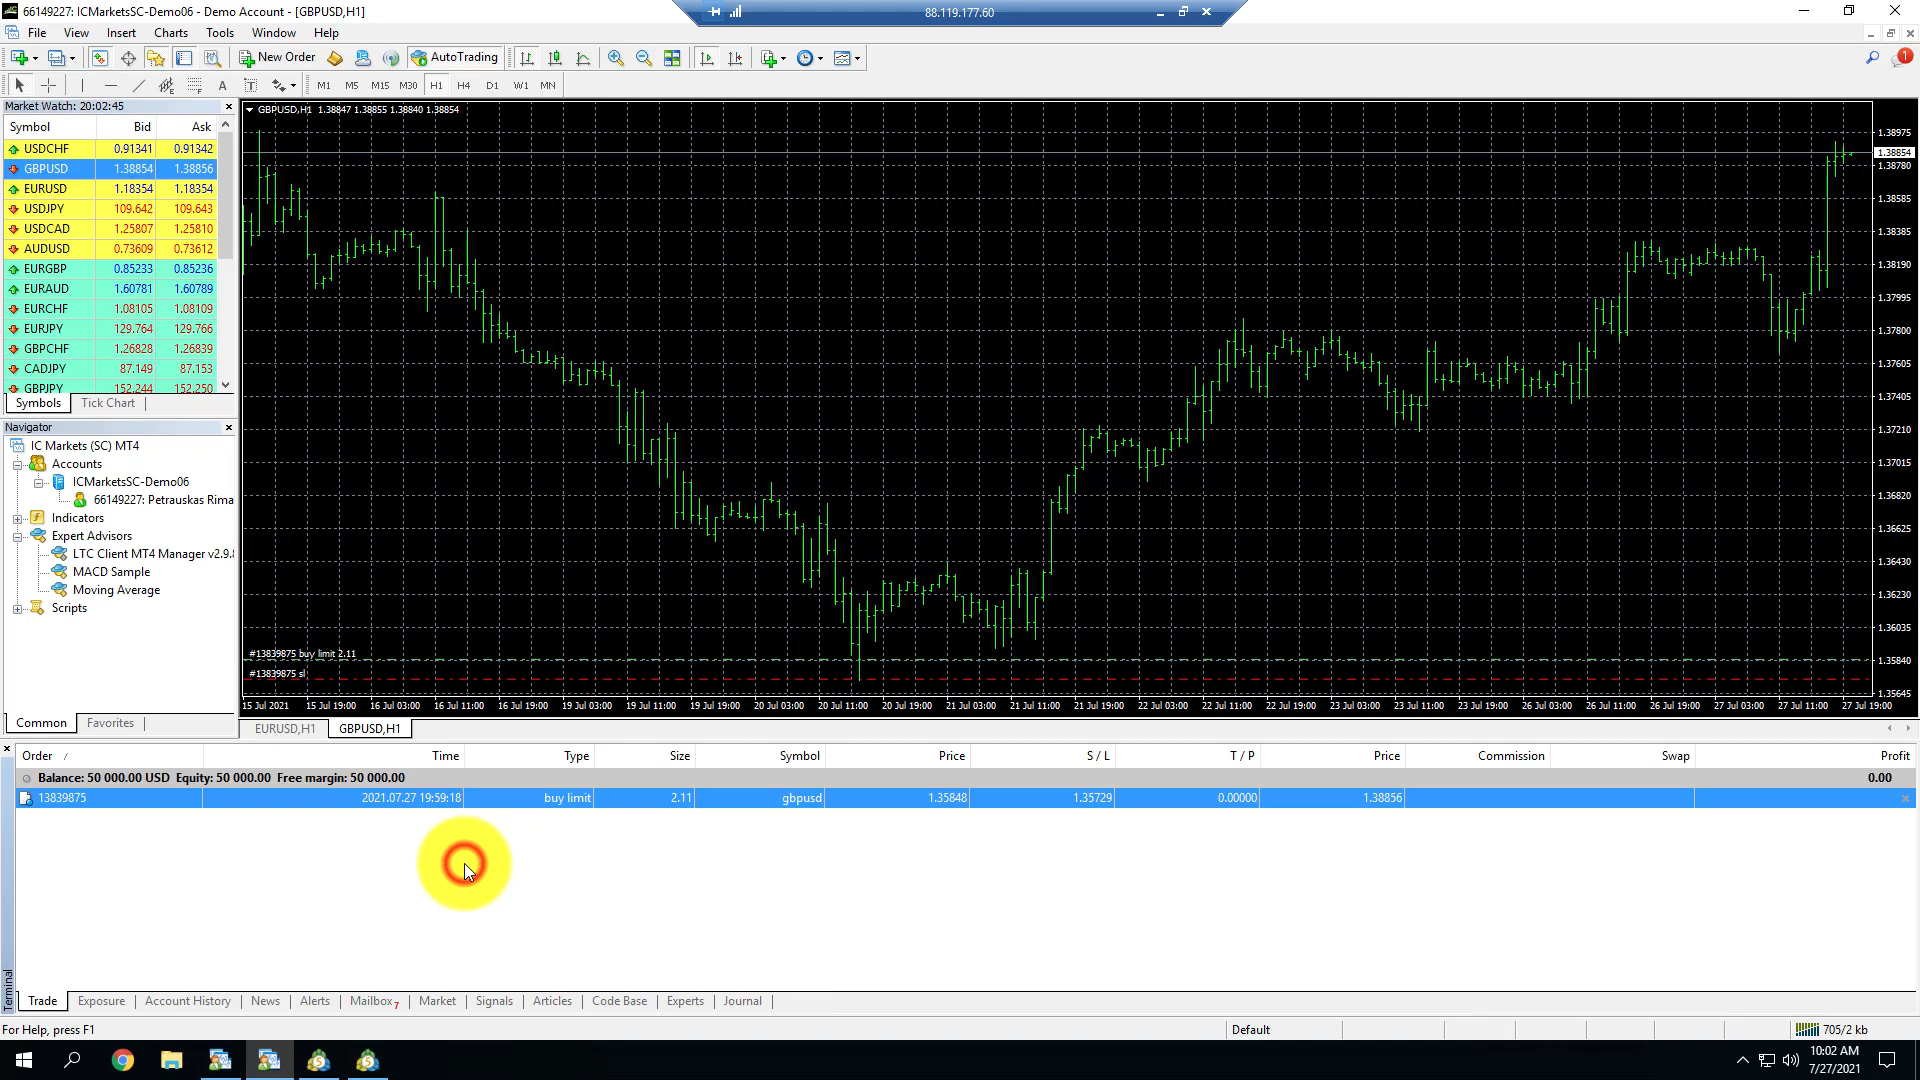 66149227: ICMarketsSC-Demo06 - Demo Account - [GBPUSD,H1]
88.119.177.60
File View Insert Charts Tools Window Help
New Order AutoTrading
1
A T M1 M5 M15 M30 H1 H4 D1 W1 MN
Market Watch: 20:02:45
Symbol Bid Ask
USDCHF 0.91341 0.91342
GBPUSD 1.38854 1.38856
EURUSD 1.18354 1.18354
USDJPY 109.642 109.643
USDCAD 1.25807 1.25810
AUDUSD 0.73609 0.73612
EURGBP 0.85233 0.85236
EURAUD 1.60781 1.60789
EURCHF 1.08105 1.08109
EURJPY 129.764 129.766
GBPCHF 1.26828 1.26839
CADJPY 87.149 87.153
GBPJPY 152.244 152.250
Symbols Tick Chart
Navigator
IC Markets (SC) MT4
Accounts
ICMarketsSC-Demo06
66149227: Petrauskas Rima
Indicators
Expert Advisors
LTC Client MT4 Manager v2.9.
MACD Sample
Moving Average
Scripts
Common Favorites
GBPUSD,H1 1.38847 1.38855 1.38840 1.38854
1.38975
1.38854
1.38780
1.38585
1.38385
1.38190
1.37995
1.37800
1.37605
1.37405
1.37210
1.37015
1.36820
1.36625
1.36430
1.36230
1.36035
1.35840
1.35645
#13839875 buy limit 2.11
#13839875 sl
15 Jul 2021 15 Jul 19:00 16 Jul 03:00 16 Jul 11:00 16 Jul 19:00 19 Jul 03:00 19 Jul 11:00 19 Jul 19:00 20 Jul 03:00 20 Jul 11:00 20 Jul 19:00 21 Jul 03:00 21 Jul 11:00 21 Jul 19:00 22 Jul 03:00 22 Jul 11:00 22 Jul 19:00 23 Jul 03:00 23 Jul 11:00 23 Jul 19:00 26 Jul 03:00 26 Jul 11:00 26 Jul 19:00 27 Jul 03:00 27 Jul 11:00 27 Jul 19:00
EURUSD,H1 GBPUSD,H1
Order / Time Type Size Symbol Price S / L T / P Price Commission Swap Profit
Balance: 50 000.00 USD Equity: 50 000.00 Free margin: 50 000.00 0.00
13839875 2021.07.27 19:59:18 buy limit 2.11 gbpusd 1.35848 1.35729 0.00000 1.38856
Terminal
Trade Exposure Account History News Alerts Mailbox 7 Market Signals Articles Code Base Experts Journal
For Help, press F1 Default 705/2 kb
10:02 AM
7/27/2021